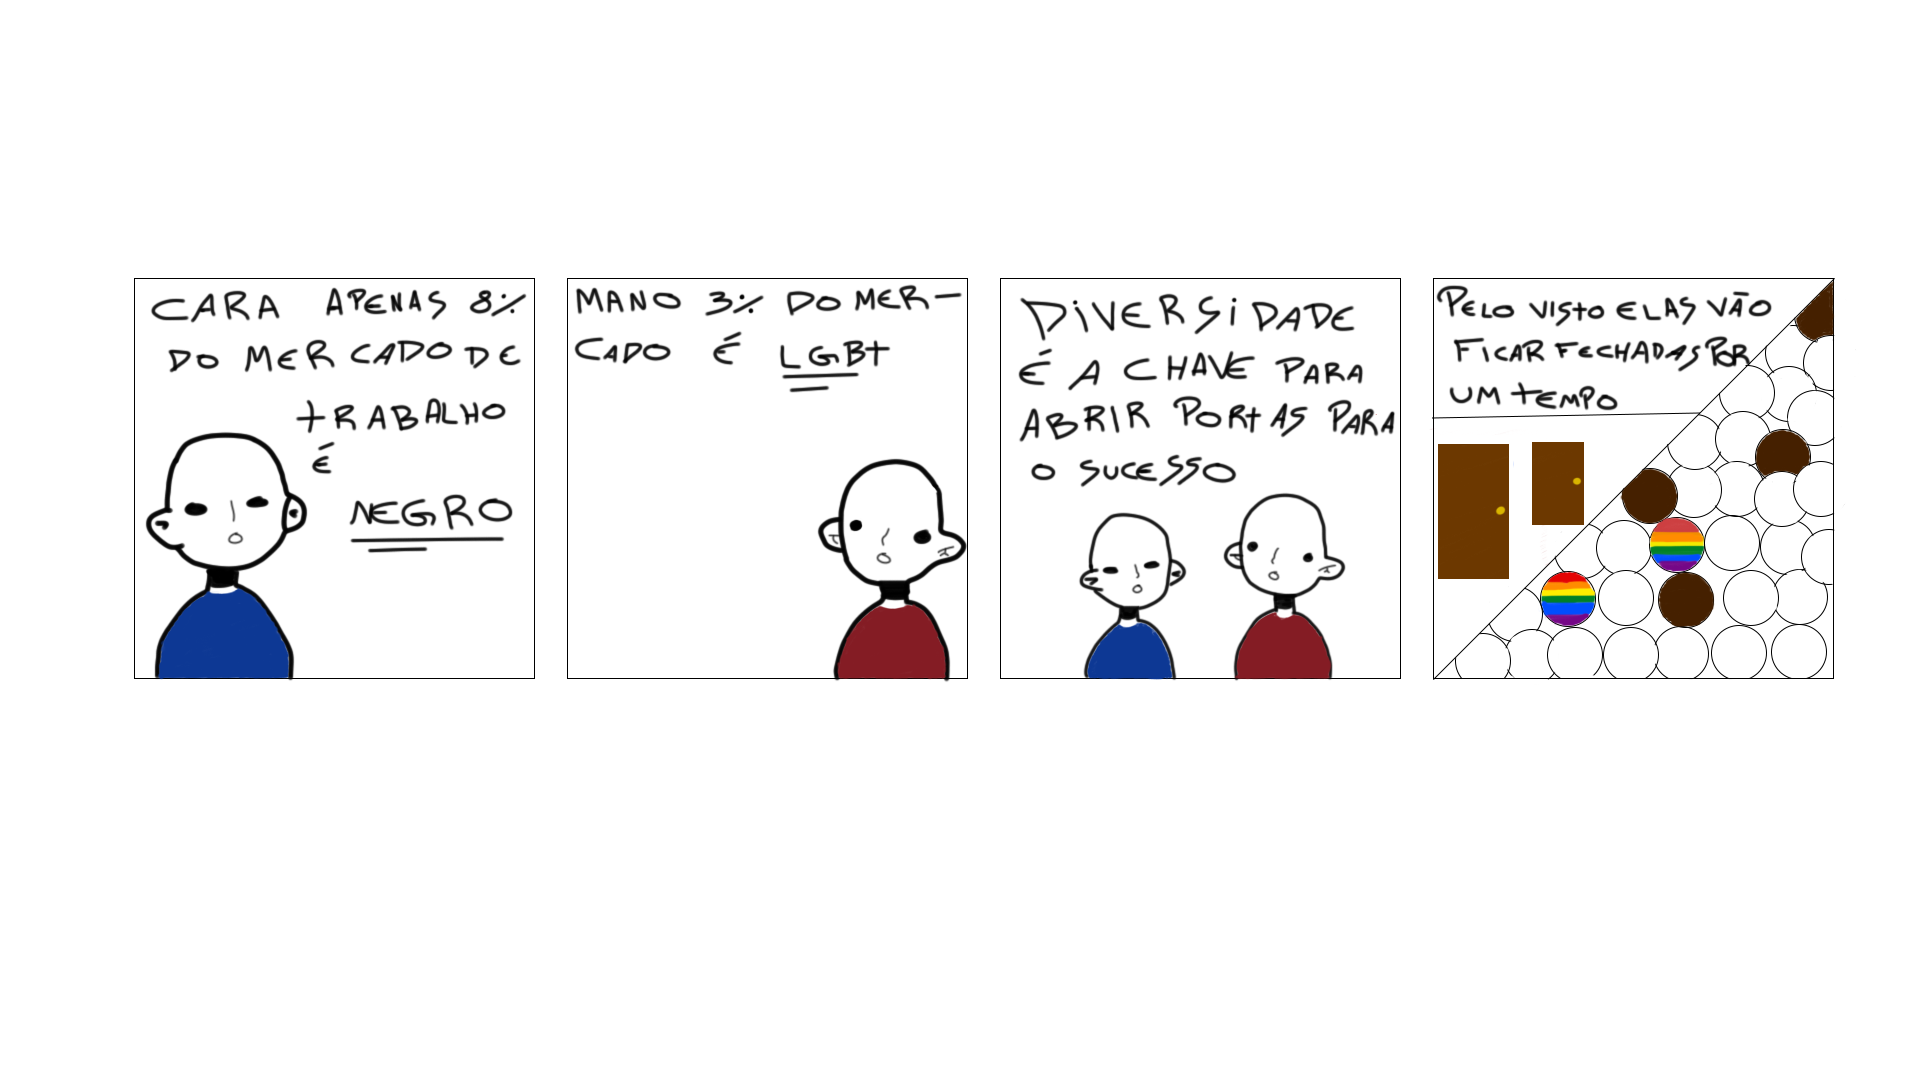 CARA APENAS 8%
DO MERCADO DE
TRABALHO
É
NEGRO
MANO 3% DO MER-
CADO É LGBT
DIVERSIDADE
É A CHAVE PARA
ABRIR PORTAS PARA
O SUCESSO
PELO VISTO ELAS VÃO
FICAR FECHADAS POR
UM TEMPO